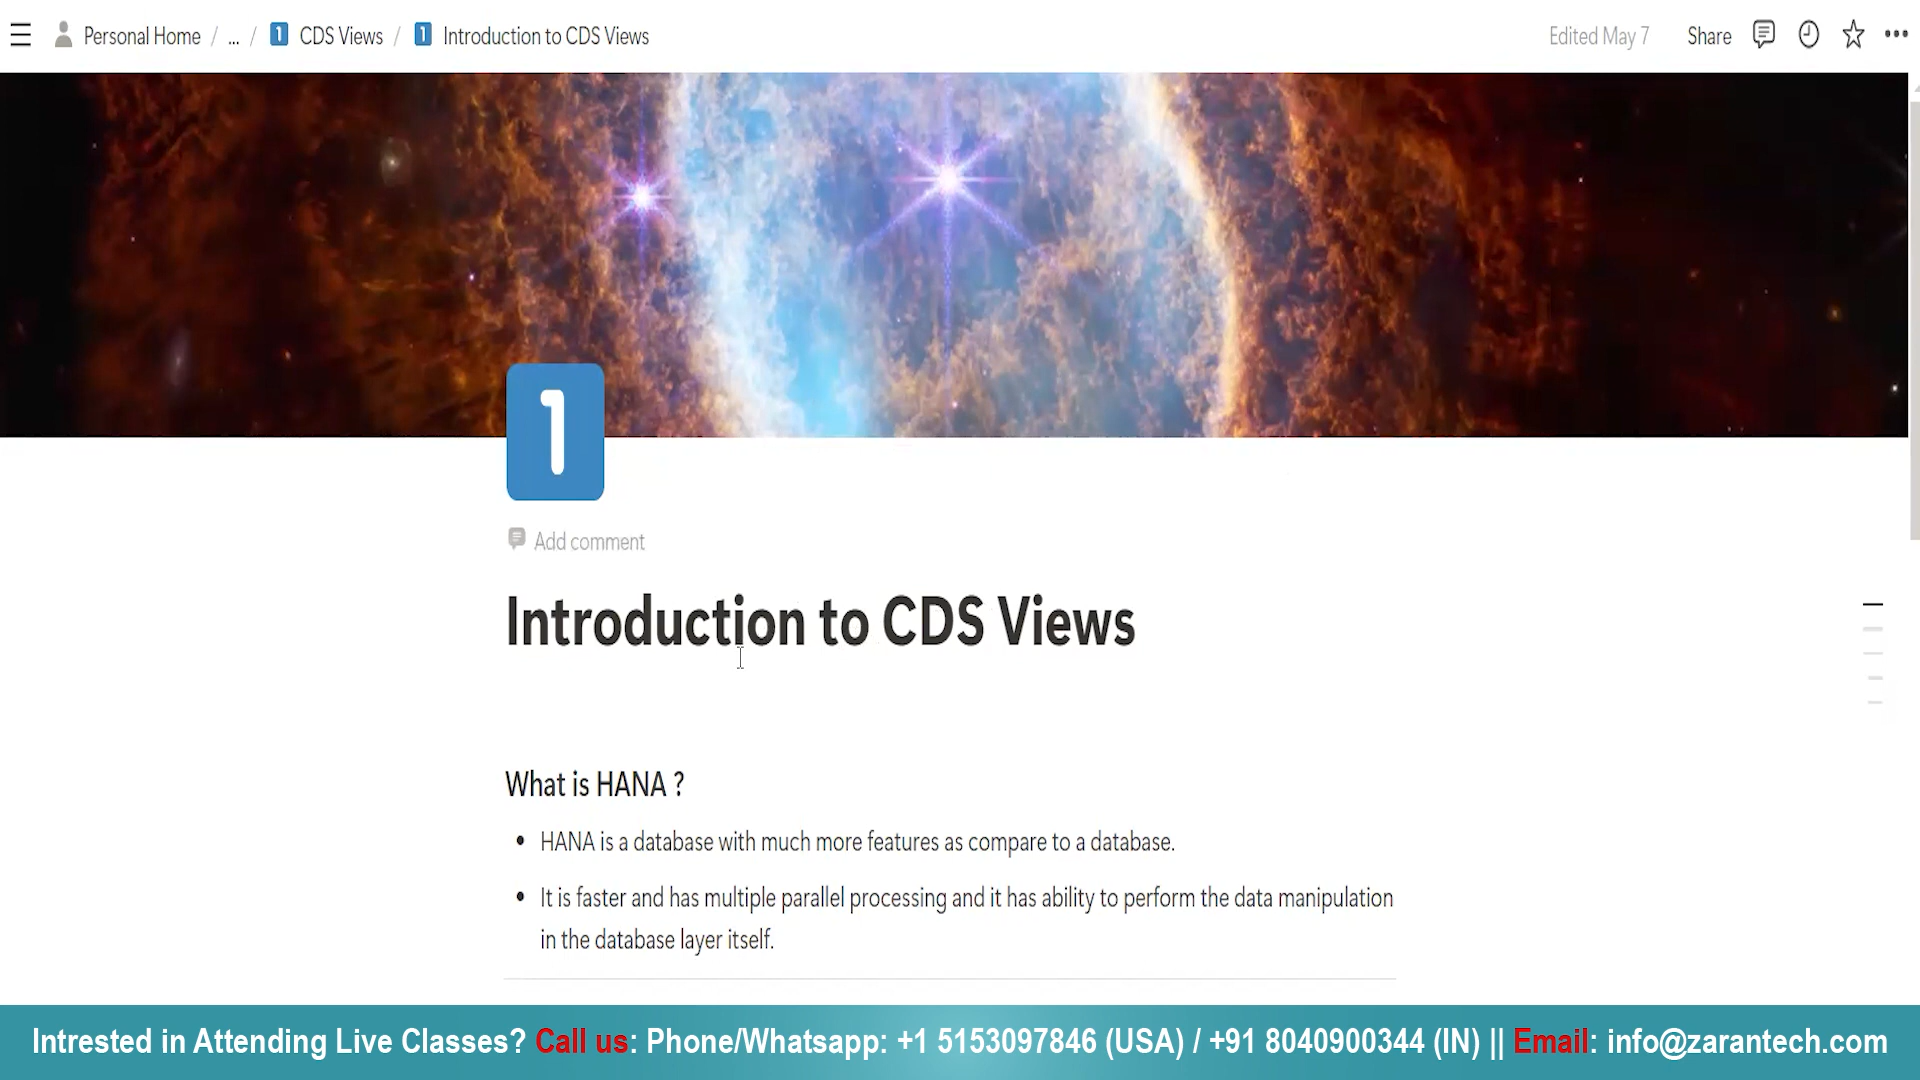 Personal Home / ... / 1 CDS Views / 1 Introduction to CDS Views
Edited May 7 Share
1
Add comment
Introduction to CDS Views
What is HANA ?
• HANA is a database with much more features as compare to a database.
• It is faster and has multiple parallel processing and it has ability to perform the data manipulation
in the database layer itself.
Intrested in Attending Live Classes? Call us: Phone/Whatsapp: +1 5153097846 (USA) / +91 8040900344 (IN) || Email: info@zarantech.com